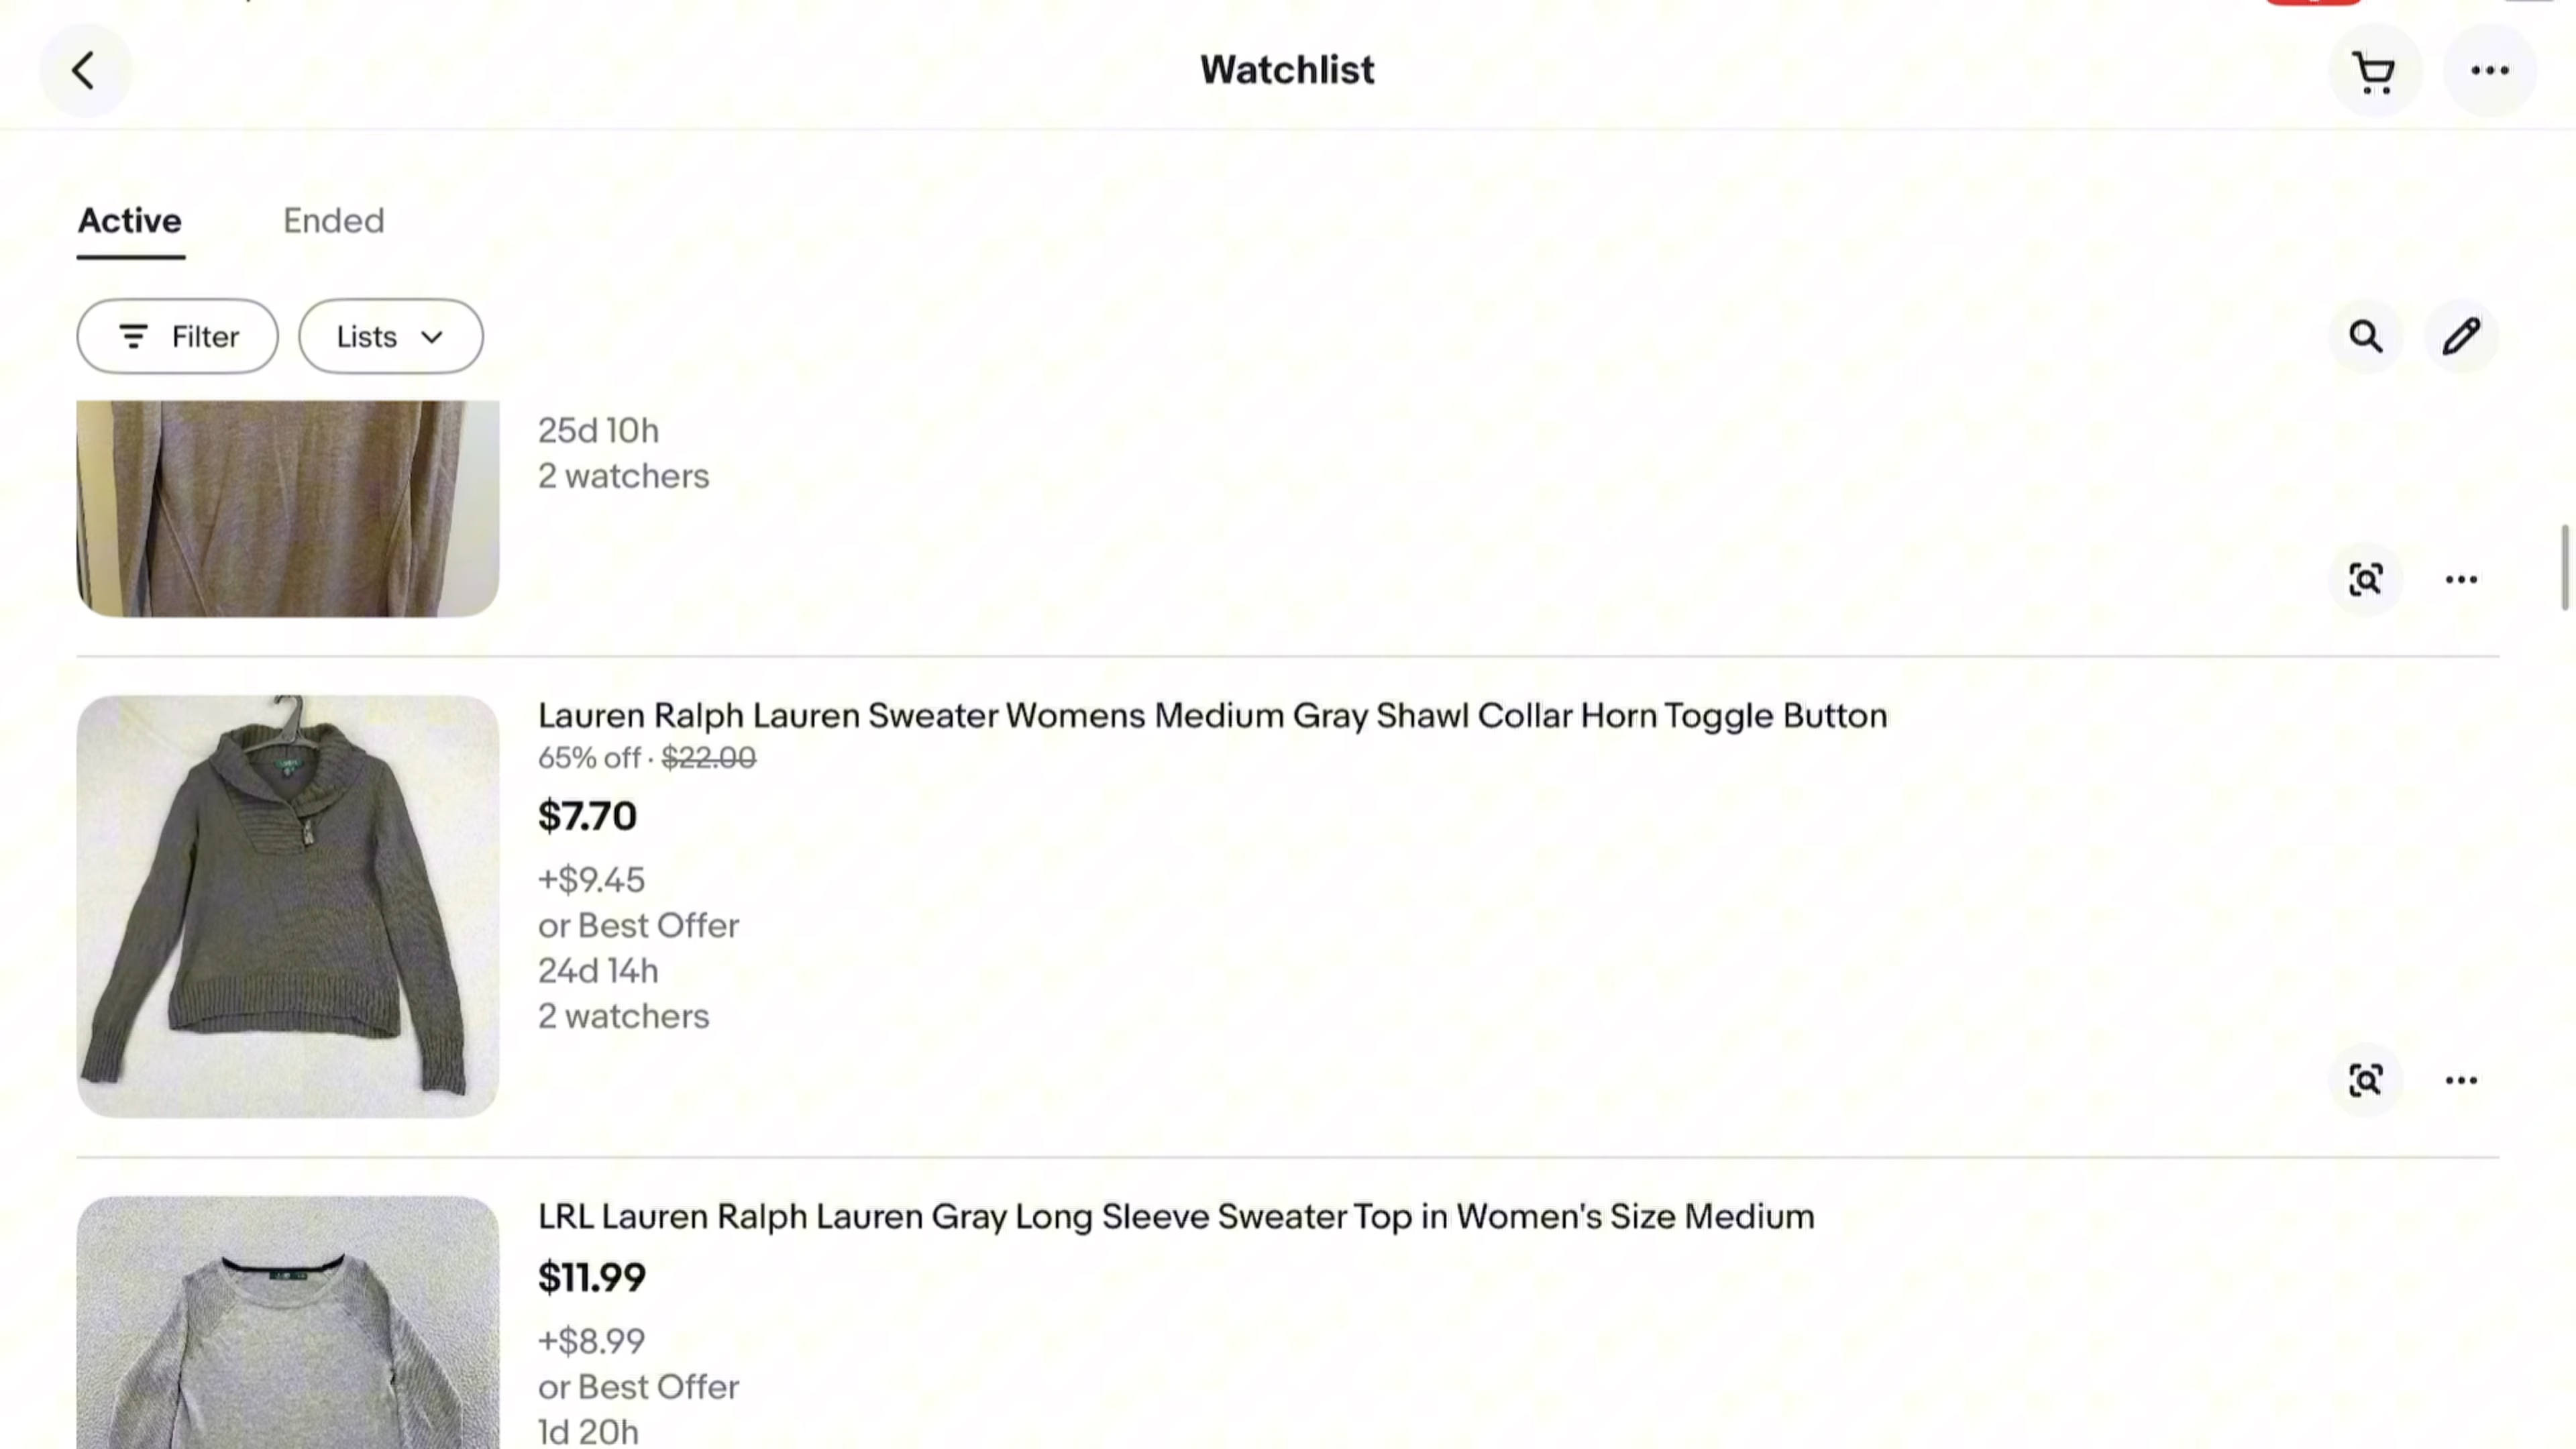 Watchlist
Active
Ended
Filter
Lists
25d 10h
2 watchers
Lauren Ralph Lauren Sweater Womens Medium Gray Shawl Collar Horn Toggle Button
65% off · $22.00
$7.70
+$9.45
or Best Offer
24d 14h
2 watchers
LRL Lauren Ralph Lauren Gray Long Sleeve Sweater Top in Women's Size Medium
$11.99
+$8.99
or Best Offer
1d 20h